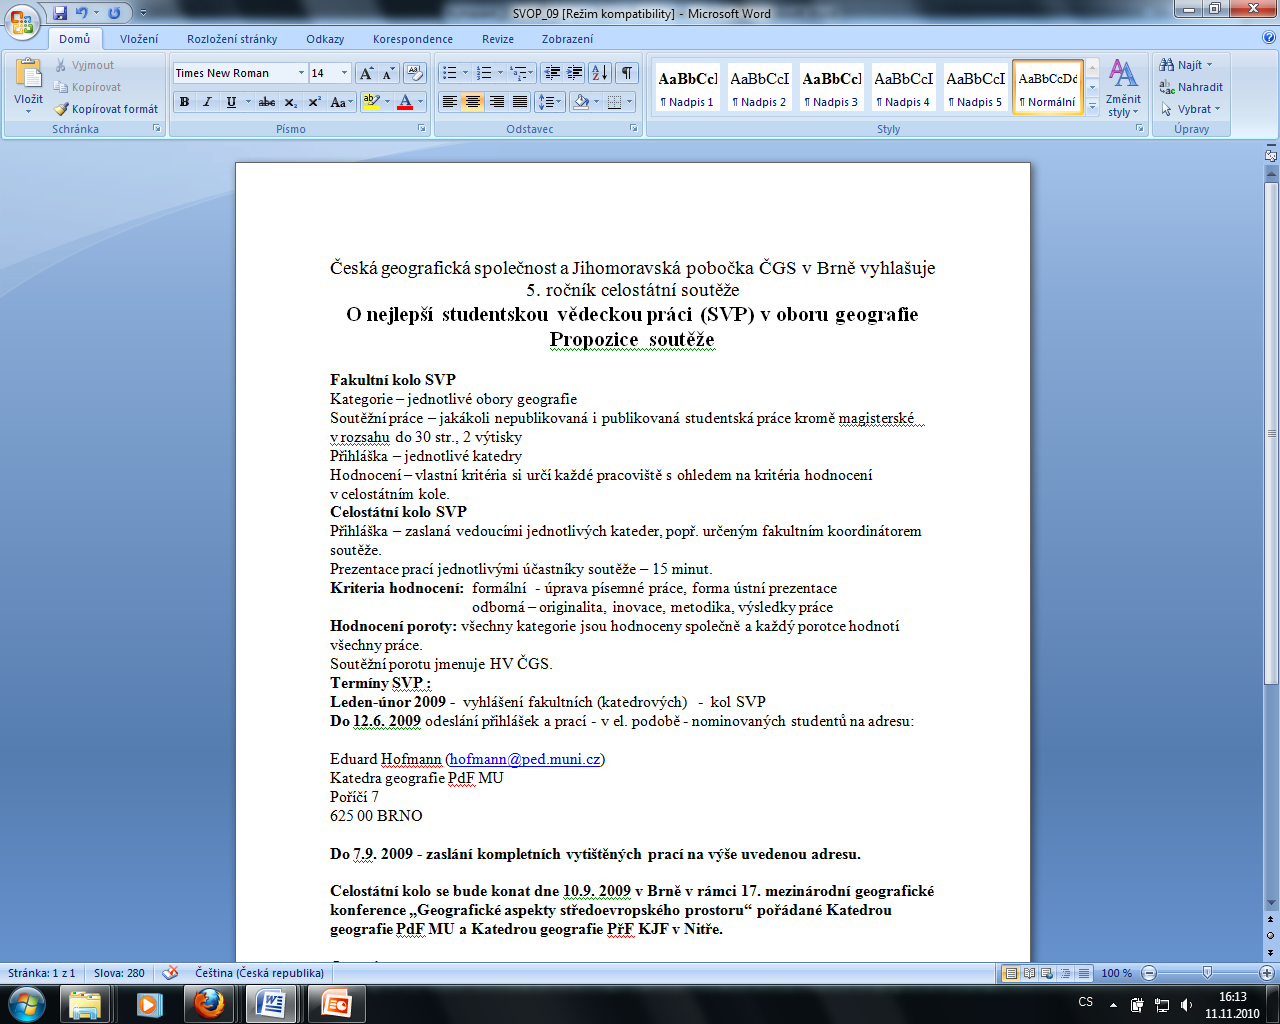 SVOP_09 [Režim kompatibility] - Microsoft Word
Domů Vložení Rozložení stránky Odkazy Korespondence Revize Zobrazení
Vložit
Vyjmout
Kopírovat
Kopírovat formát
Schránka
Times New Roman 14
B I U abc x₂ x² Aa
Písmo
Odstavec
AaBbCcI AaBbCcI AaBbCcI AaBbCcI AaBbCcI AaBbCcDd
¶ Nadpis 1 ¶ Nadpis 2 ¶ Nadpis 3 ¶ Nadpis 4 ¶ Nadpis 5 ¶ Normální
Změnit styly
Styly
Najít
Nahradit
Vybrat
Úpravy
Česká geografická společnost a Jihomoravská pobočka ČGS v Brně vyhlašuje
5. ročník celostátní soutěže
O nejlepší studentskou vědeckou práci (SVP) v oboru geografie
Propozice soutěže
Fakultní kolo SVP
Kategorie – jednotlivé obory geografie
Soutěžní práce – jakákoli nepublikovaná i publikovaná studentská práce kromě magisterské
v rozsahu do 30 str., 2 výtisky
Přihláška – jednotlivé katedry
Hodnocení – vlastní kritéria si určí každé pracoviště s ohledem na kritéria hodnocení
v celostátním kole.
Celostátní kolo SVP
Přihláška – zaslaná vedoucími jednotlivých kateder, popř. určeným fakultním koordinátorem
soutěže.
Prezentace prací jednotlivými účastníky soutěže – 15 minut.
Kriteria hodnocení: formální - úprava písemné práce, forma ústní prezentace
odborná – originalita, inovace, metodika, výsledky práce
Hodnocení poroty: všechny kategorie jsou hodnoceny společně a každý porotce hodnotí
všechny práce.
Soutěžní porotu jmenuje HV ČGS.
Termíny SVP :
Leden-únor 2009 - vyhlášení fakultních (katedrových) - kol SVP
Do 12.6. 2009 odeslání přihlášek a prací - v el. podobě - nominovaných studentů na adresu:
Eduard Hofmann (hofmann@ped.muni.cz)
Katedra geografie PdF MU
Poříčí 7
625 00 BRNO
Do 7.9. 2009 - zaslání kompletních vytištěných prací na výše uvedenou adresu.
Celostátní kolo se bude konat dne 10.9. 2009 v Brně v rámci 17. mezinárodní geografické
konference „Geografické aspekty středoevropského prostoru“ pořádané Katedrou
geografie PdF MU a Katedrou geografie PřF KJF v Nitře.
Stránka: 1 z 1 Slova: 280 Čeština (Česká republika) 100 %
CS 16:13
11.11.2010